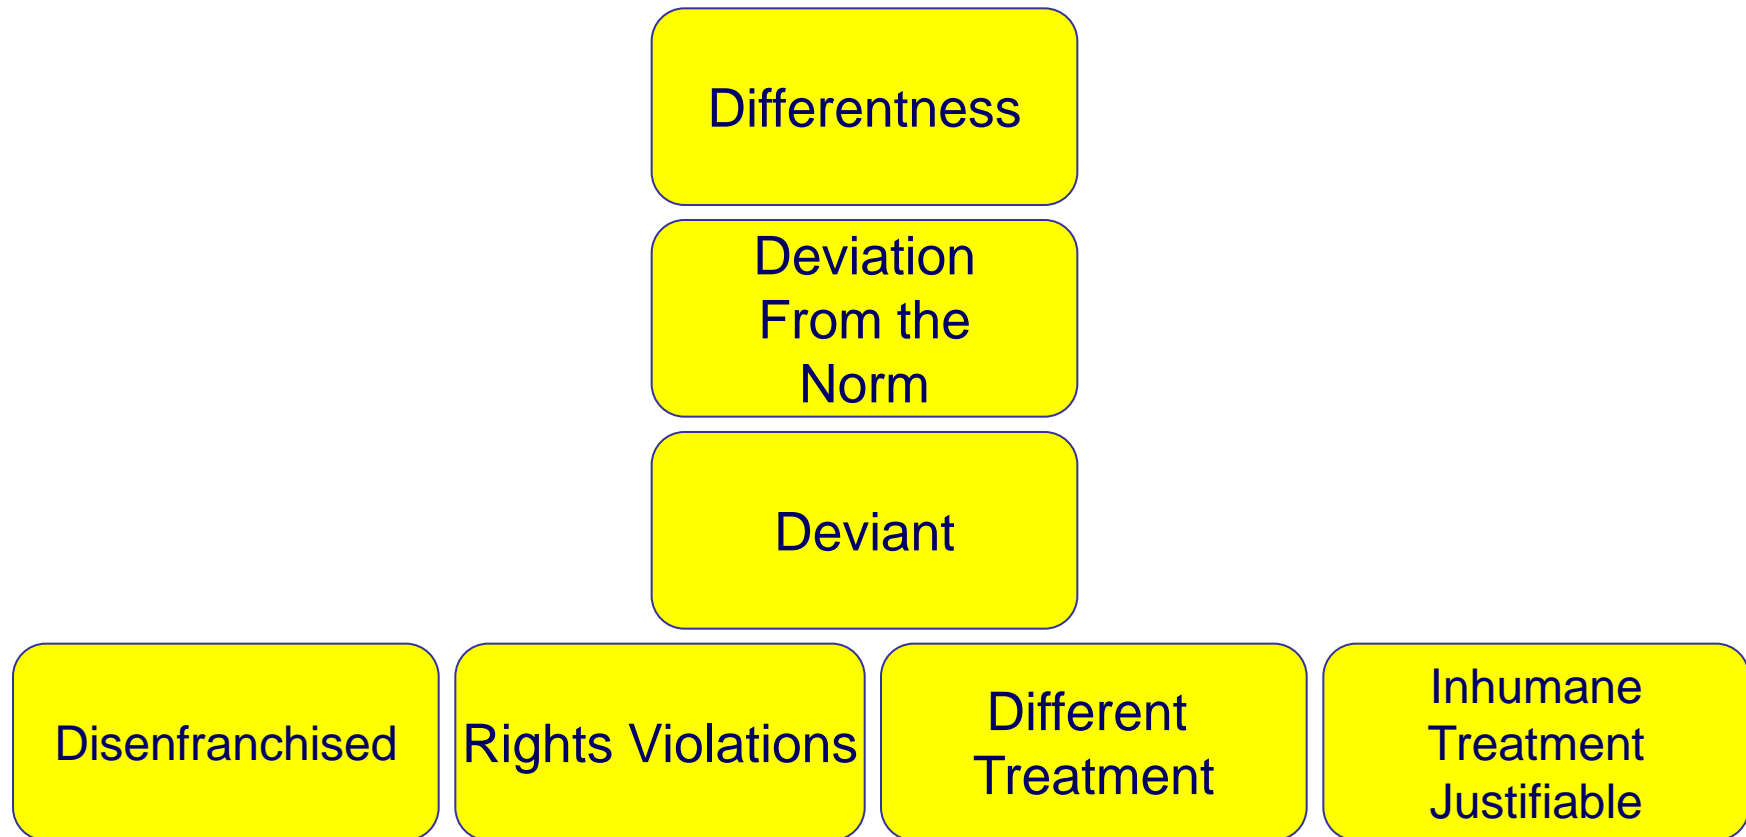 Differentness
Deviation
From the
Norm
Deviant
Disenfranchised
Rights Violations
Different
Treatment
Inhumane
Treatment
Justifiable